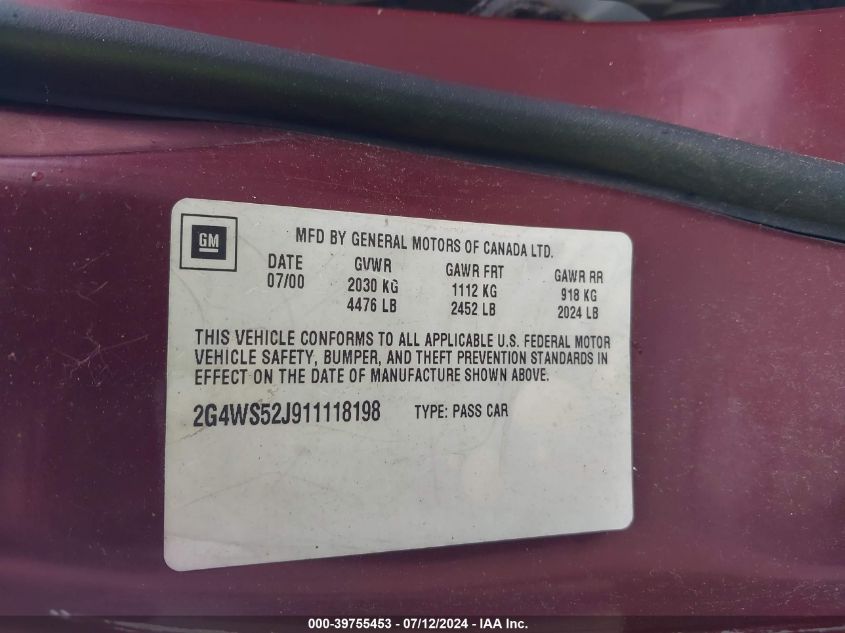 GM
MFD BY GENERAL MOTORS OF CANADA LTD.
DATE GVWR GAWR FRT GAWR RR
07/00 2030 KG 1112 KG 918 KG
4476 LB 2452 LB 2024 LB
THIS VEHICLE CONFORMS TO ALL APPLICABLE U.S. FEDERAL MOTOR
VEHICLE SAFETY, BUMPER, AND THEFT PREVENTION STANDARDS IN
EFFECT ON THE DATE OF MANUFACTURE SHOWN ABOVE.
2G4WS52J911118198 TYPE: PASS CAR
000-39755453 - 07/12/2024 - IAA Inc.